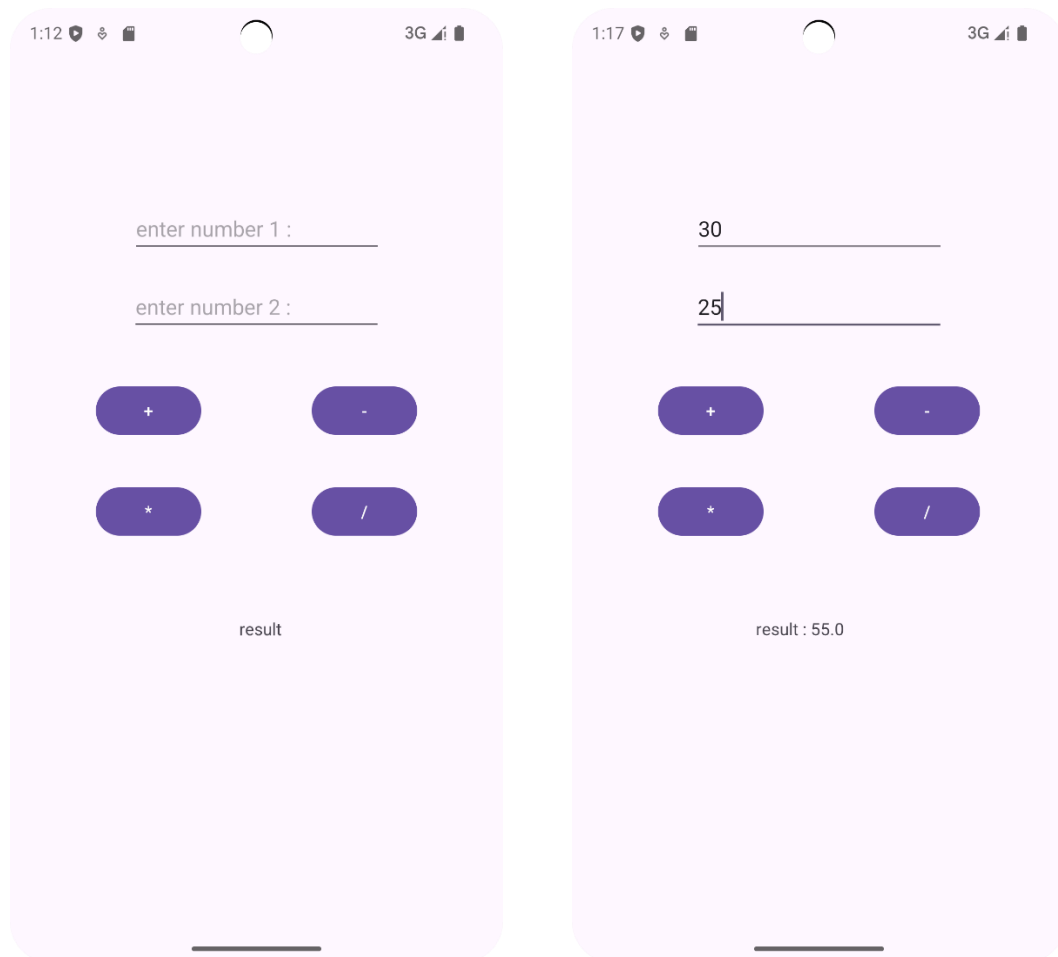 1:12 3G
enter number 1 :
enter number 2 :
+ -
* /
result
1:17 3G
30
25
+ -
* /
result : 55.0